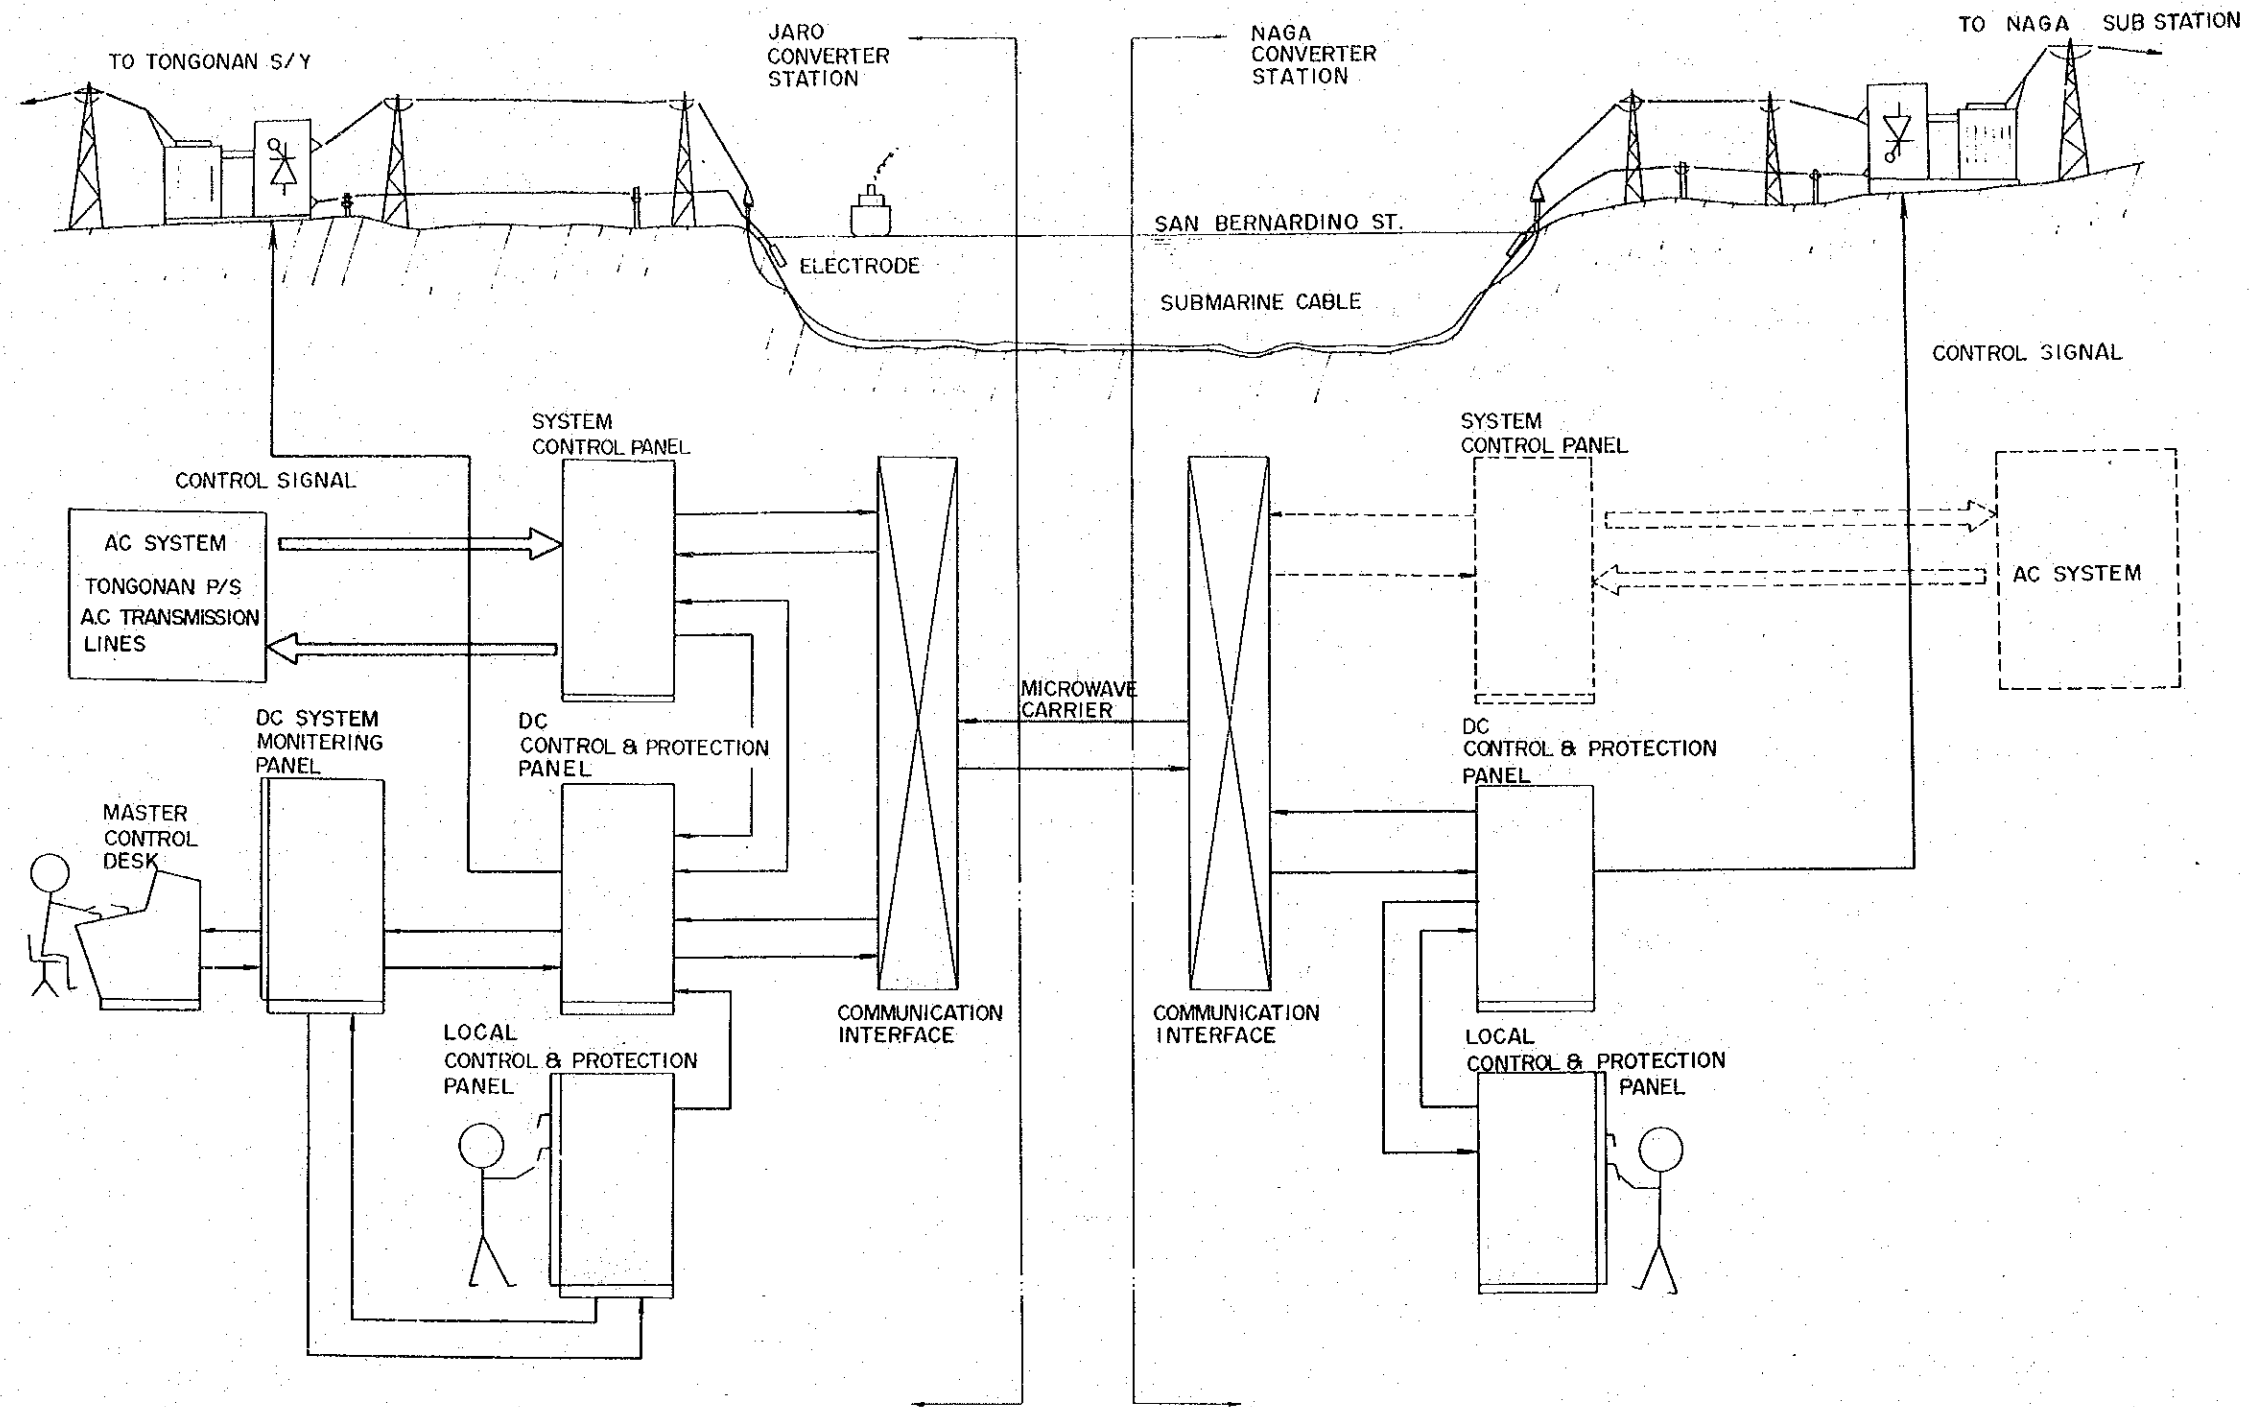 TO TONGONAN S/Y
JARO
CONVERTER
STATION
NAGA
CONVERTER
STATION
TO NAGA SUB STATION
SAN BERNARDINO ST.
ELECTRODE
SUBMARINE CABLE
CONTROL SIGNAL
SYSTEM
CONTROL PANEL
SYSTEM
CONTROL PANEL
CONTROL SIGNAL
AC SYSTEM
TONGONAN P/S
A.C TRANSMISSION
LINES
AC SYSTEM
MICROWAVE
CARRIER
DC SYSTEM
MONITERING
PANEL
DC
CONTROL & PROTECTION
PANEL
DC
CONTROL & PROTECTION
PANEL
MASTER
CONTROL
DESK
COMMUNICATION
INTERFACE
COMMUNICATION
INTERFACE
LOCAL
CONTROL & PROTECTION
PANEL
LOCAL
CONTROL & PROTECTION
PANEL